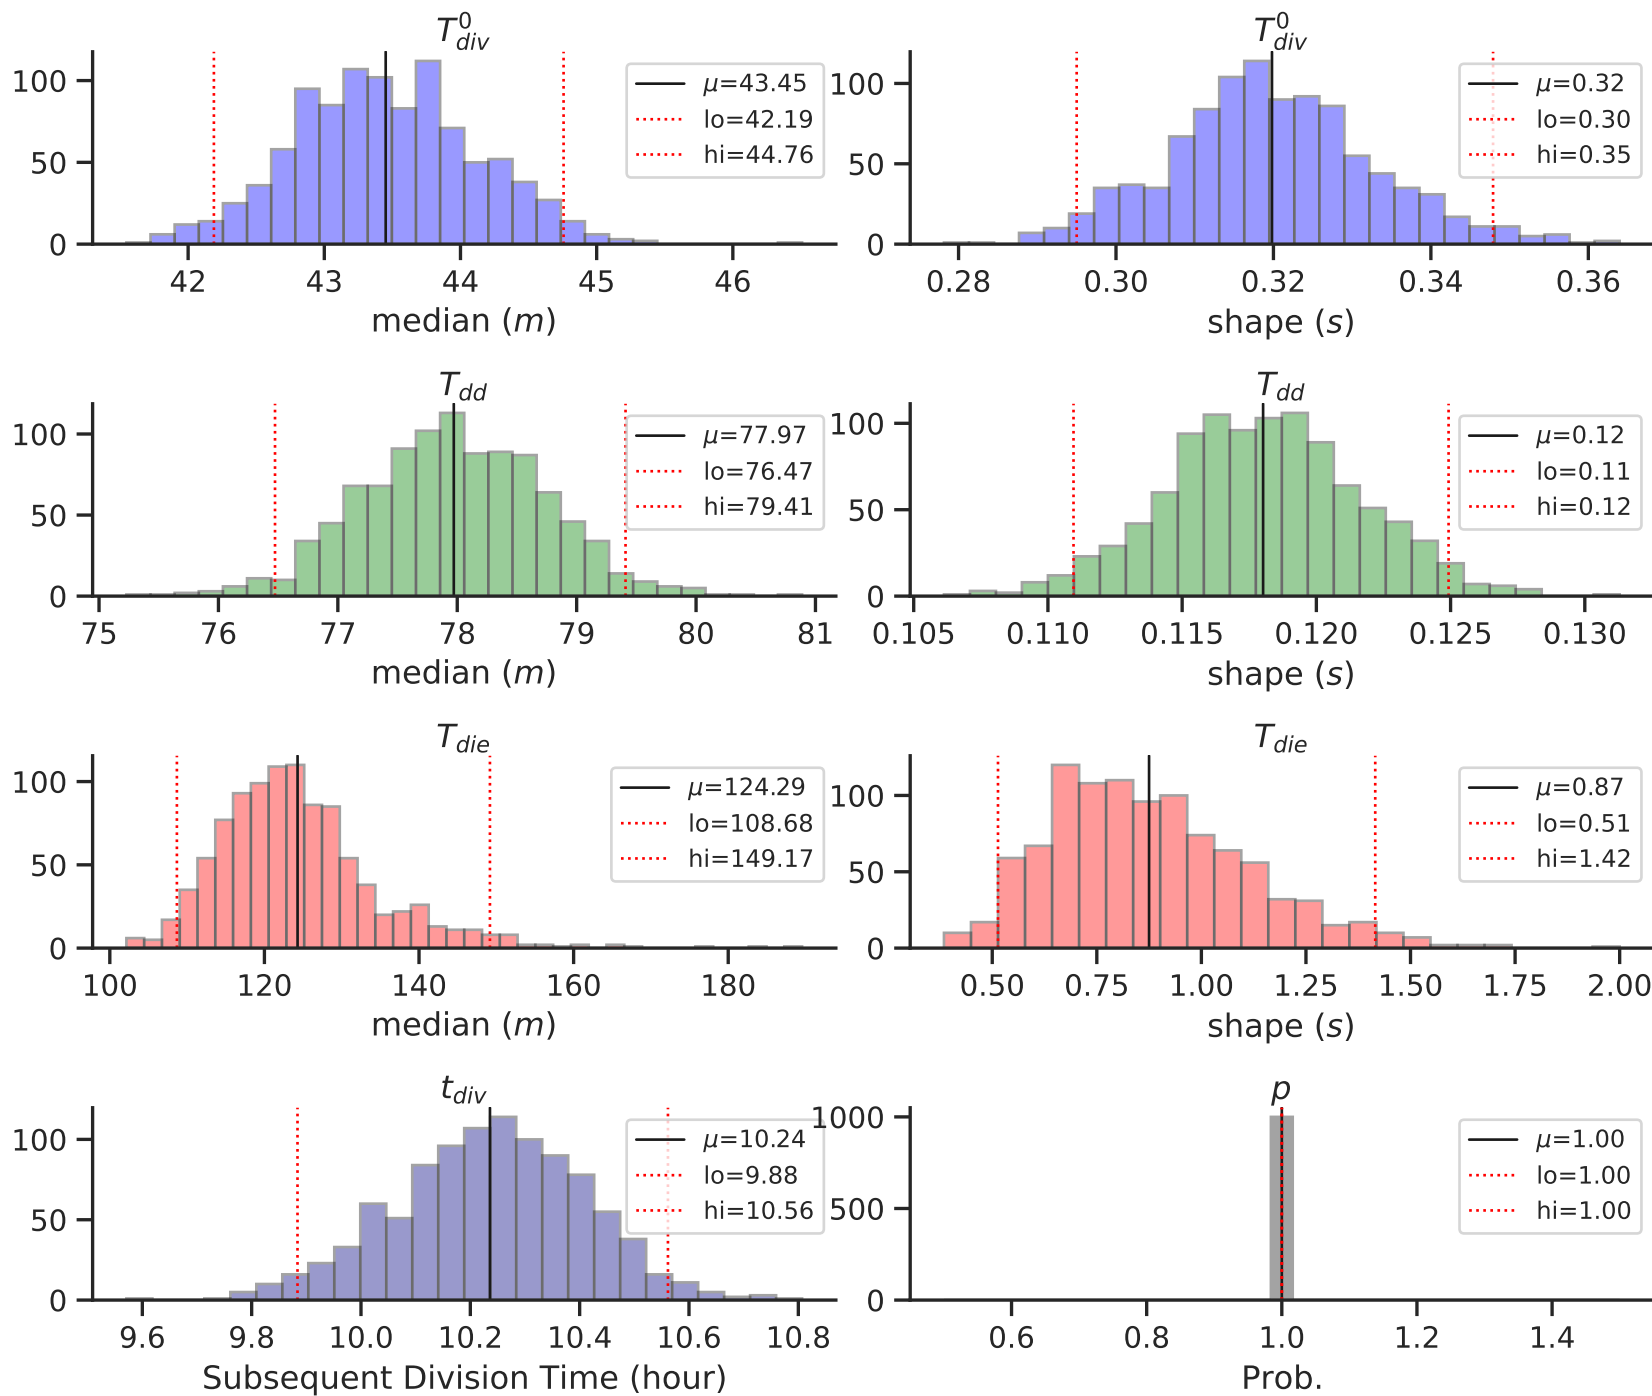 T⁰div
100
50
0
μ=43.45
lo=42.19
hi=44.76
42 43 44 45 46
median (m)
T⁰div
100
50
0
μ=0.32
lo=0.30
hi=0.35
0.28 0.30 0.32 0.34 0.36
shape (s)
Tdd
100
50
0
μ=77.97
lo=76.47
hi=79.41
75 76 77 78 79 80 81
median (m)
Tdd
100
50
0
μ=0.12
lo=0.11
hi=0.12
0.105 0.110 0.115 0.120 0.125 0.130
shape (s)
Tdie
100
50
0
μ=124.29
lo=108.68
hi=149.17
100 120 140 160 180
median (m)
Tdie
100
50
0
μ=0.87
lo=0.51
hi=1.42
0.50 0.75 1.00 1.25 1.50 1.75 2.00
shape (s)
tdiv
100
50
0
μ=10.24
lo=9.88
hi=10.56
9.6 9.8 10.0 10.2 10.4 10.6 10.8
Subsequent Division Time (hour)
p
1000
500
0
μ=1.00
lo=1.00
hi=1.00
0.6 0.8 1.0 1.2 1.4
Prob.